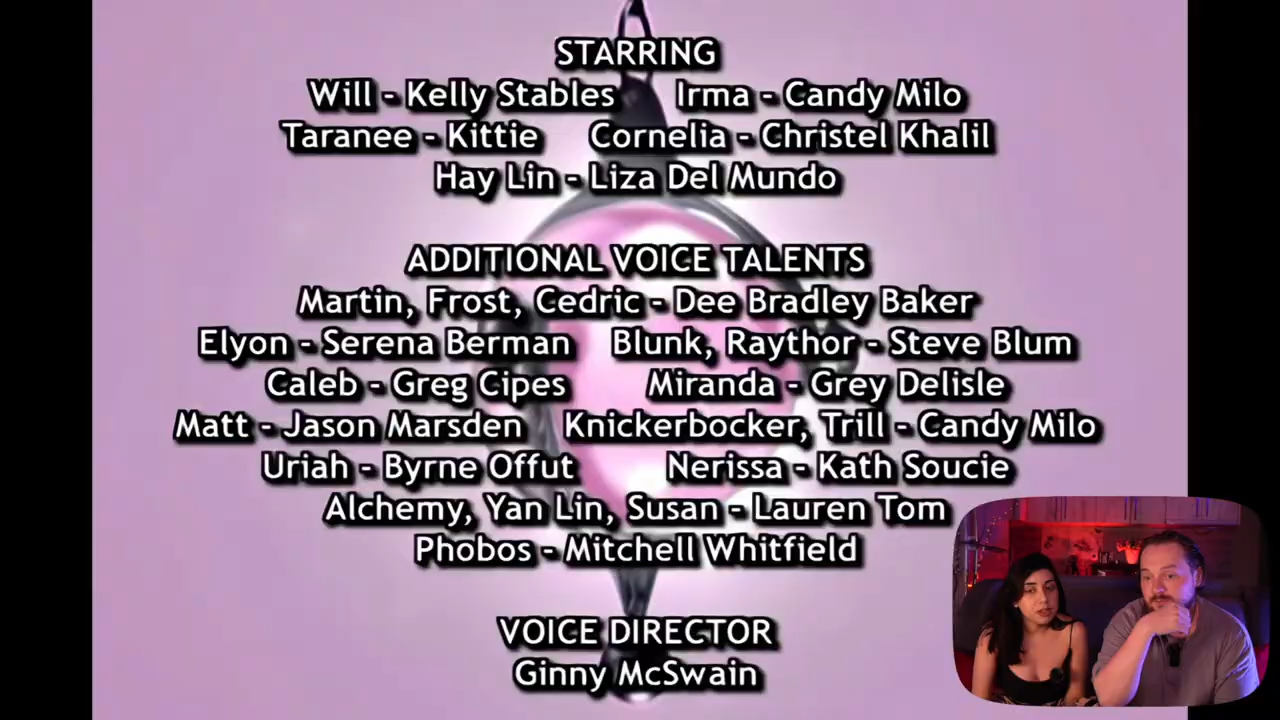 STARRING
Will - Kelly Stables Irma - Candy Milo
Taranee - Kittie Cornelia - Christel Khalil
Hay Lin - Liza Del Mundo
ADDITIONAL VOICE TALENTS
Martin, Frost, Cedric - Dee Bradley Baker
Elyon - Serena Berman Blunk, Raythor - Steve Blum
Caleb - Greg Cipes Miranda - Grey Delisle
Matt - Jason Marsden Knickerbocker, Trill - Candy Milo
Uriah - Byrne Offut Nerissa - Kath Soucie
Alchemy, Yan Lin, Susan - Lauren Tom
Phobos - Mitchell Whitfield
VOICE DIRECTOR
Ginny McSwain